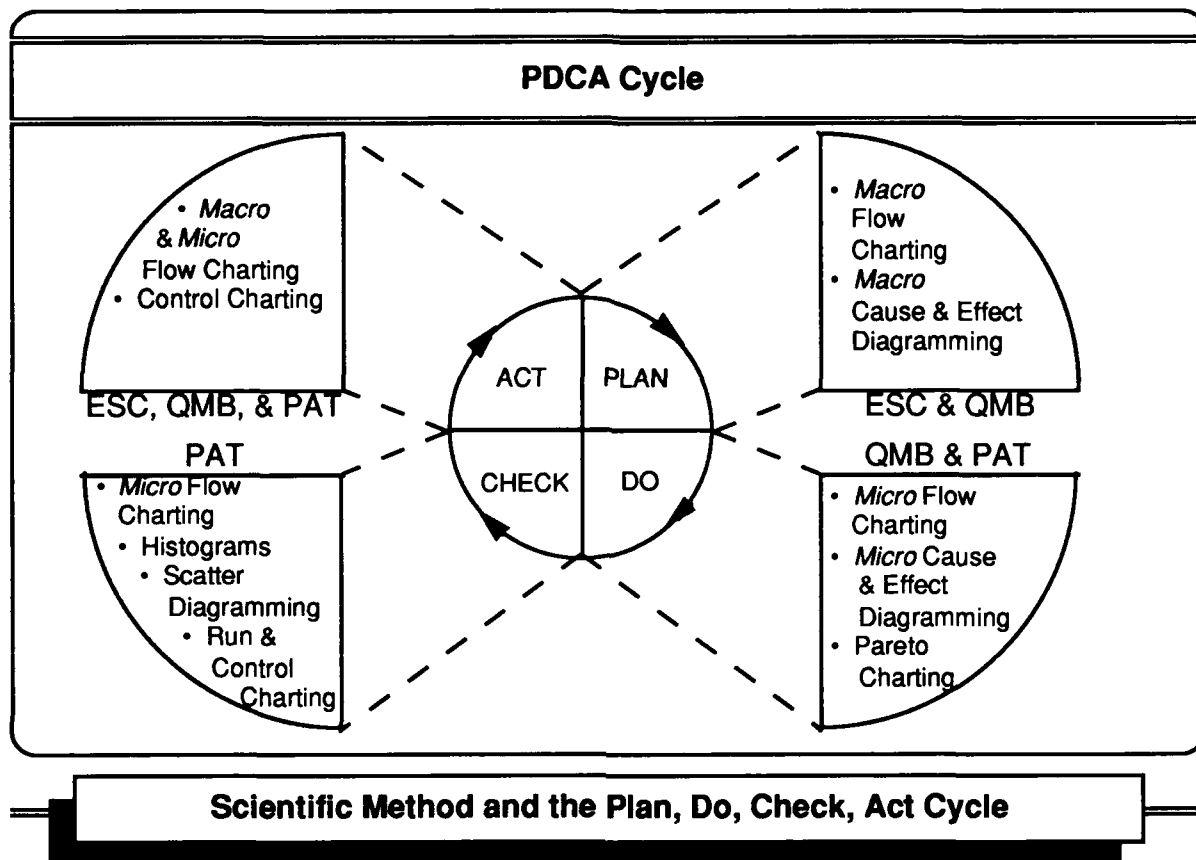 PDCA Cycle
• Macro
& Micro
Flow Charting
• Control Charting
ESC, QMB, & PAT
• Macro
Flow
Charting
• Macro
Cause & Effect
Diagramming
ESC & QMB
ACT
PLAN
CHECK
DO
PAT
• Micro Flow
Charting
• Histograms
• Scatter
Diagramming
• Run &
Control
Charting
QMB & PAT
• Micro Flow
Charting
• Micro Cause
& Effect
Diagramming
• Pareto
Charting
Scientific Method and the Plan, Do, Check, Act Cycle